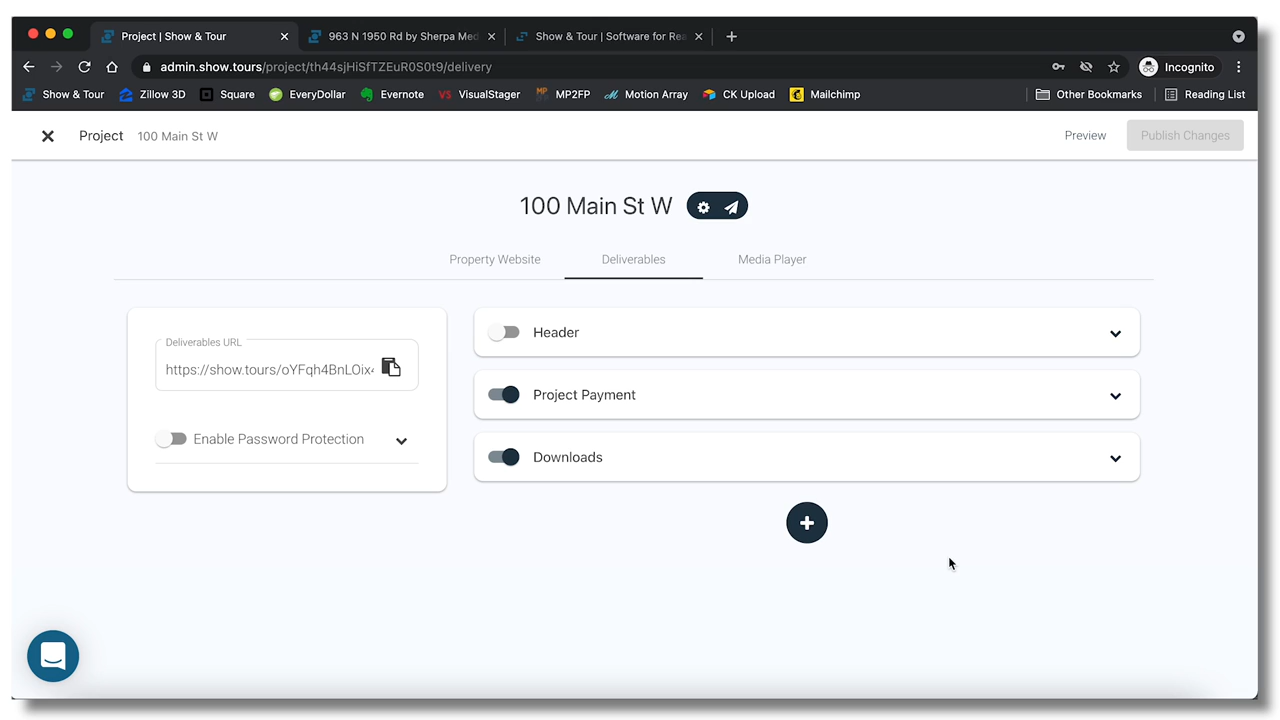 Project | Show & Tour
963 N 1950 Rd by Sherpa Med
Show & Tour | Software for Rea
admin.show.tours/project/th44sjHiSfTZEuR0S0t9/delivery
Incognito
Show & Tour
Zillow 3D
Square
EveryDollar
Evernote
VS VisualStager
MP MP2FP
Motion Array
CK Upload
Mailchimp
Other Bookmarks
Reading List
Project 100 Main St W
Preview
Publish Changes
100 Main St W
Property Website
Deliverables
Media Player
Deliverables URL
https://show.tours/oYFqh4BnLOix
Enable Password Protection
Header
Project Payment
Downloads